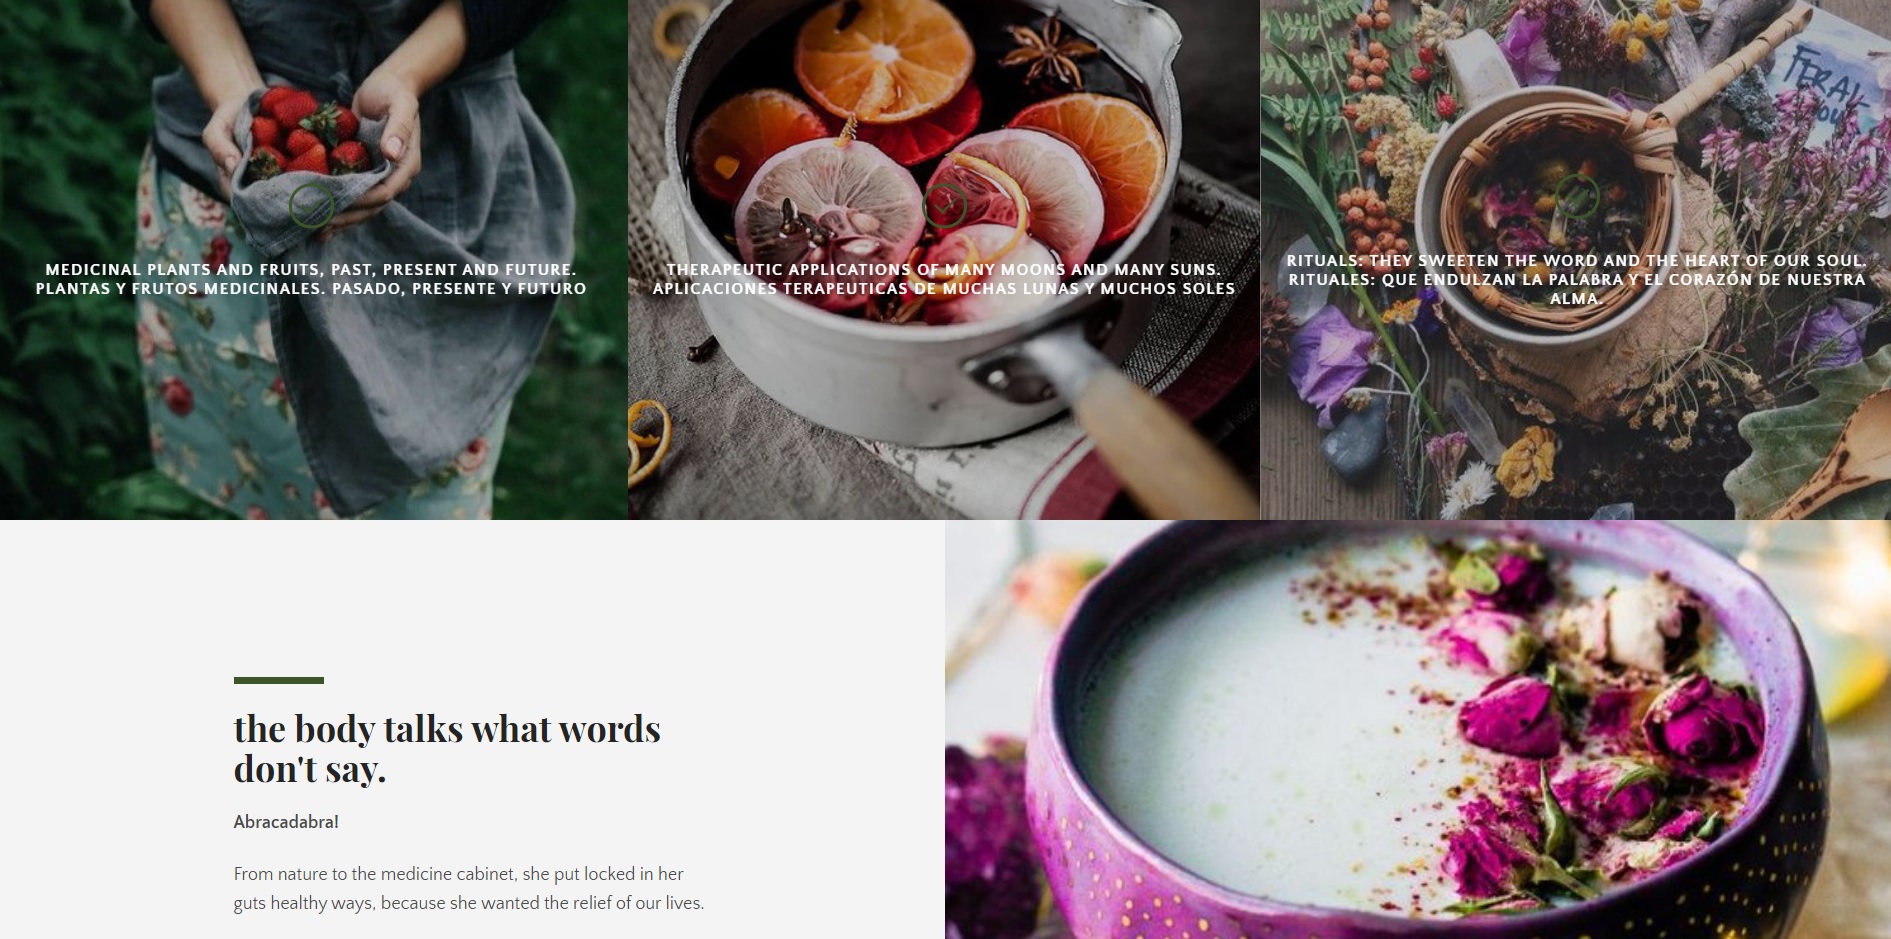 MEDICINAL PLANTS AND FRUITS, PAST, PRESENT AND FUTURE.
PLANTAS Y FRUTOS MEDICINALES. PASADO, PRESENTE Y FUTURO
THERAPEUTIC APPLICATIONS OF MANY MOONS AND MANY SUNS.
APLICACIONES TERAPEUTICAS DE MUCHAS LUNAS Y MUCHOS SOLES
FERAL
RITUALS: THEY SWEETEN THE WORD AND THE HEART OF OUR SOUL.
RITUALES: QUE ENDULZAN LA PALABRA Y EL CORAZÓN DE NUESTRA
ALMA.
the body talks what words
don't say.
Abracadabra!
From nature to the medicine cabinet, she put locked in her
guts healthy ways, because she wanted the relief of our lives.